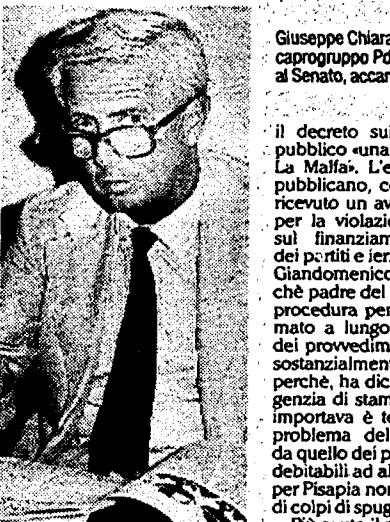 Giuseppe Chiara
caprogruppo Pd
al Senato, accan
il decreto sul
pubblico «una
La Malfa». L'e
pubblicano, c
ricevuto un av
per la violazio
sul finanziam
dei partiti e ier
Giandomenico
chè padre del
procedura per
mato a lungo
dei provvedim
sostanzialment
perchè, ha dic
genzia di stam
importava è te
problema del
da quello dei p
debitabili ad al
per Pisapia non
di colpi di spug